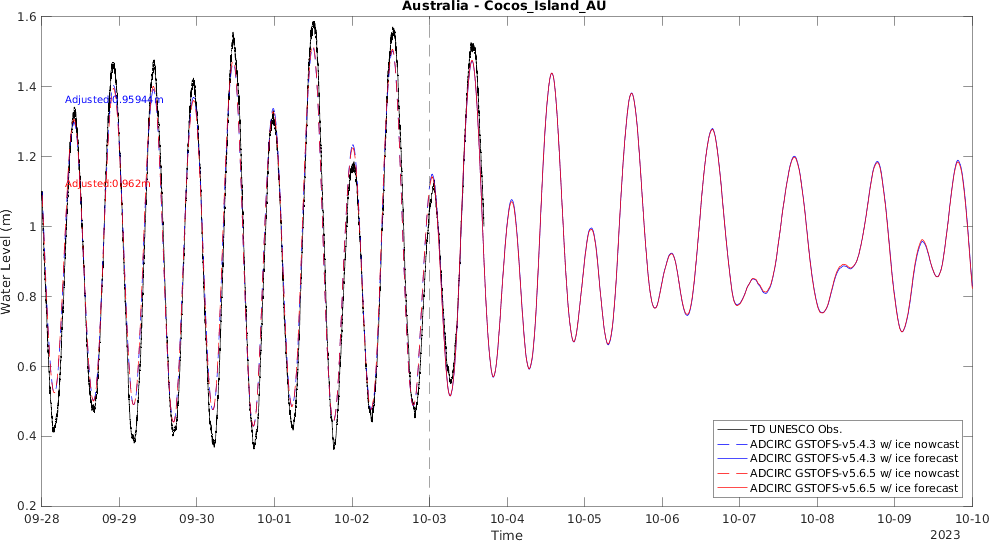 Australia - Cocos_Island_AU
1.6
1.4
1.2
1
0.8
0.6
0.4
0.2
Water Level (m)
Adjusted:0.95944m
Adjusted:0.962m
TD UNESCO Obs.
ADCIRC GSTOFS-v5.4.3 w/ ice nowcast
ADCIRC GSTOFS-v5.4.3 w/ ice forecast
ADCIRC GSTOFS-v5.6.5 w/ ice nowcast
ADCIRC GSTOFS-v5.6.5 w/ ice forecast
09-28 09-29 09-30 10-01 10-02 10-03 10-04 10-05 10-06 10-07 10-08 10-09 10-10
Time
2023